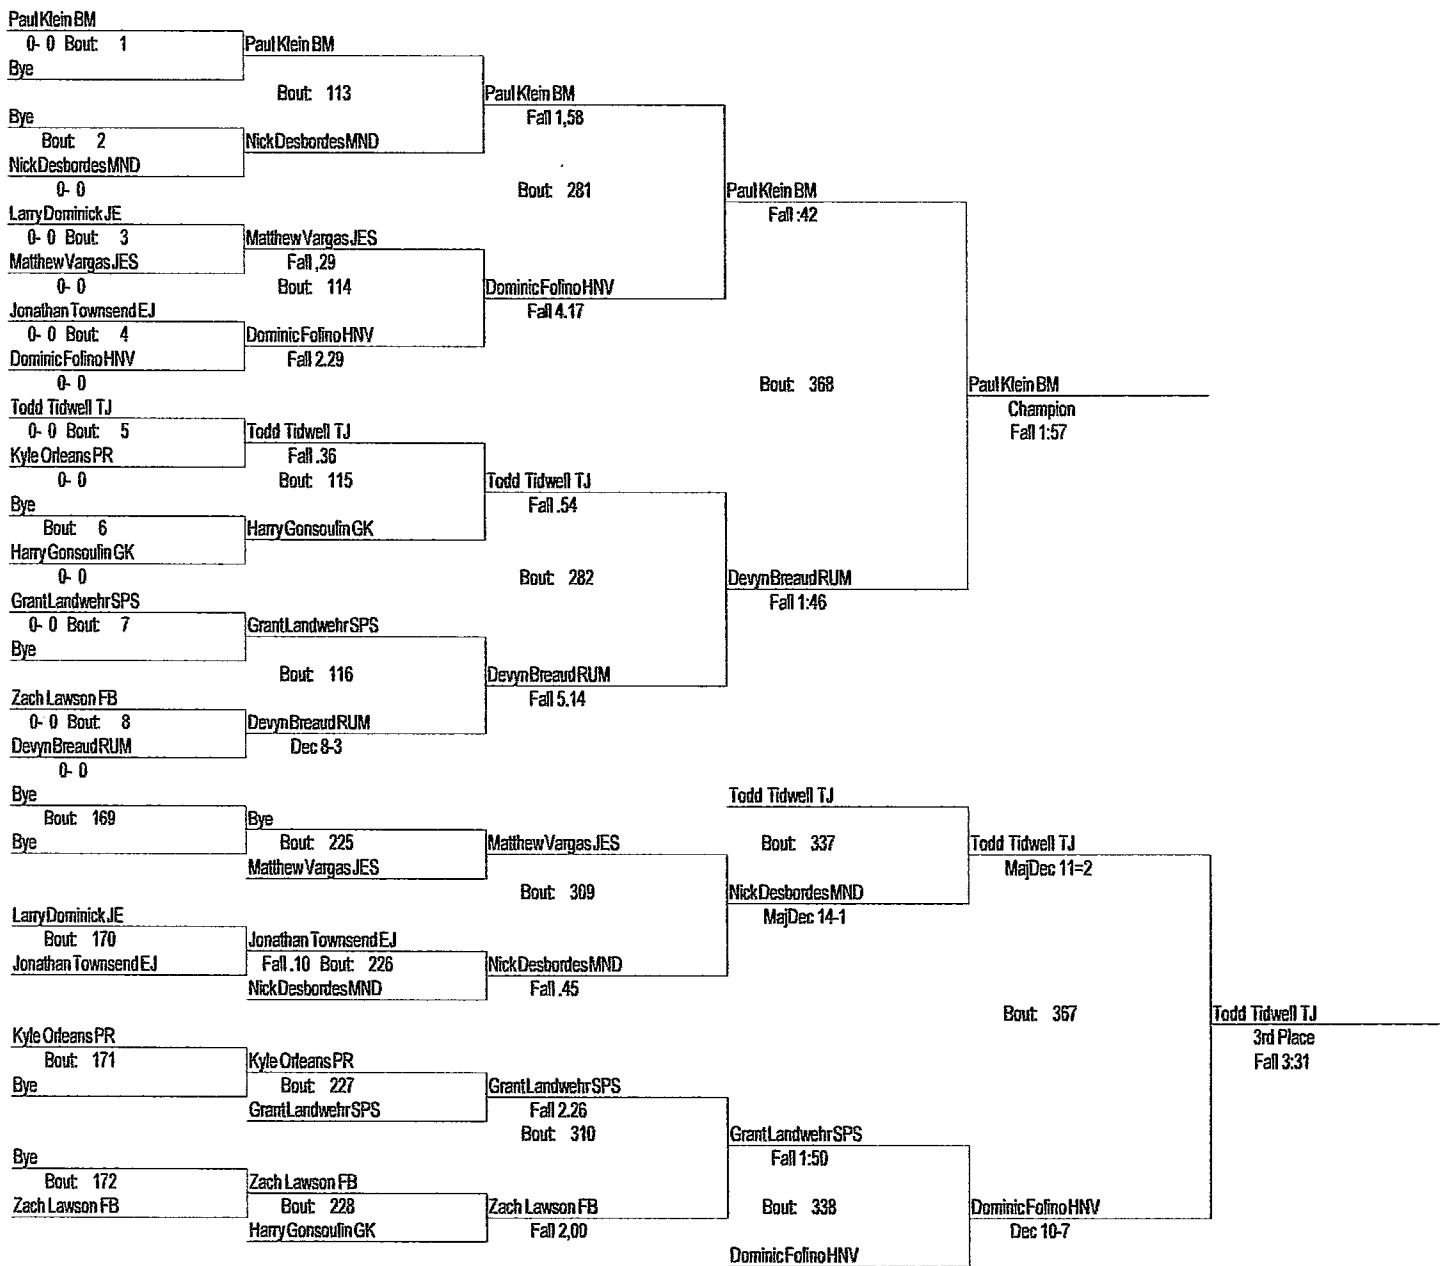 Paul Klein BM
0- 0 Bout: 1
Bye
Paul Klein BM
Bout: 113
Bye
Bout: 2
Nick Desbordes MND
0- 0
Nick Desbordes MND
Paul Klein BM
Fall 1,58
Bout: 281
Larry Dominick JE
0- 0 Bout: 3
Matthew Vargas JES
0- 0
Matthew Vargas JES
Fall ,29
Bout: 114
Jonathan Townsend EJ
0- 0 Bout: 4
Dominic Folino HNV
0- 0
Dominic Folino HNV
Fall 2.29
Dominic Folino HNV
Fall 4.17
Paul Klein BM
Fall :42
Bout: 368
Todd Tidwell TJ
0- 0 Bout: 5
Kyle Orleans PR
0- 0
Todd Tidwell TJ
Fall .36
Bout: 115
Bye
Bout: 6
Harry Gonsoulin GK
0- 0
Harry Gonsoulin GK
Todd Tidwell TJ
Fall .54
Bout: 282
Grant Landwehr SPS
0- 0 Bout: 7
Bye
Grant Landwehr SPS
Bout: 116
Zach Lawson FB
0- 0 Bout: 8
Devyn Breaud RUM
0- 0
Devyn Breaud RUM
Dec 8-3
Devyn Breaud RUM
Fall 5.14
Devyn Breaud RUM
Fall 1:46
Paul Klein BM
Champion
Fall 1:57
Bye
Bout: 169
Bye
Bye
Bout: 225
Matthew Vargas JES
Matthew Vargas JES
Bout: 309
Larry Dominick JE
Bout: 170
Jonathan Townsend EJ
Jonathan Townsend EJ
Fall .10 Bout: 226
Nick Desbordes MND
Nick Desbordes MND
Fall .45
Todd Tidwell TJ
Bout: 337
Nick Desbordes MND
MajDec 14-1
Todd Tidwell TJ
MajDec 11=2
Bout: 367
Kyle Orleans PR
Bout: 171
Bye
Kyle Orleans PR
Bout: 227
Grant Landwehr SPS
Grant Landwehr SPS
Fall 2.26
Bout: 310
Bye
Bout: 172
Zach Lawson FB
Zach Lawson FB
Bout: 228
Harry Gonsoulin GK
Zach Lawson FB
Fall 2,00
Grant Landwehr SPS
Fall 1:50
Bout: 338
Dominic Folino HNV
Dominic Folino HNV
Dec 10-7
Todd Tidwell TJ
3rd Place
Fall 3:31